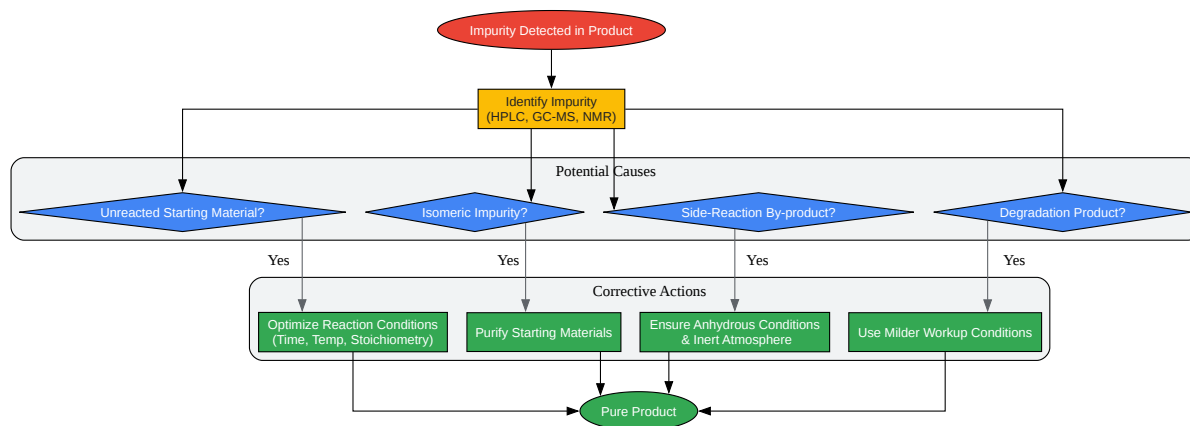 Impurity Detected in Product
Identify Impurity
(HPLC, GC-MS, NMR)
Potential Causes
Unreacted Starting Material?
Isomeric Impurity?
Side-Reaction By-product?
Degradation Product?
Yes
Yes
Yes
Yes
Corrective Actions
Optimize Reaction Conditions
(Time, Temp, Stoichiometry)
Purify Starting Materials
Ensure Anhydrous Conditions
& Inert Atmosphere
Use Milder Workup Conditions
Pure Product